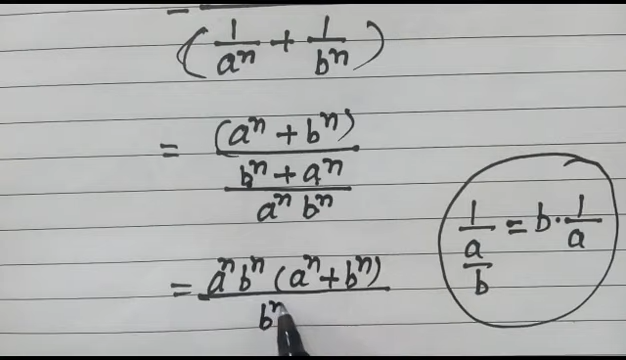 (1/aⁿ + 1/bⁿ)
= (aⁿ + bⁿ) / ((bⁿ + aⁿ) / (aⁿ bⁿ))
1/(a/b) = b · 1/a
= aⁿ bⁿ (aⁿ + bⁿ) / bⁿ